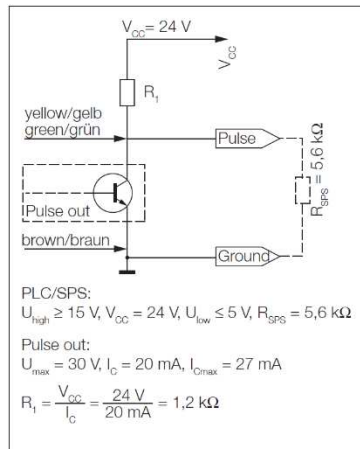 V_CC = 24 V
V_CC
R_1
yellow/gelb
green/grün
Pulse
R_SPS = 5,6 kΩ
Pulse out
brown/braun
Ground
PLC/SPS:
U_high ≥ 15 V, V_CC = 24 V, U_low ≤ 5 V, R_SPS = 5,6 kΩ
Pulse out:
U_max = 30 V, I_C = 20 mA, I_Cmax = 27 mA
R_1 = V_CC / I_C = 24 V / 20 mA = 1,2 kΩ